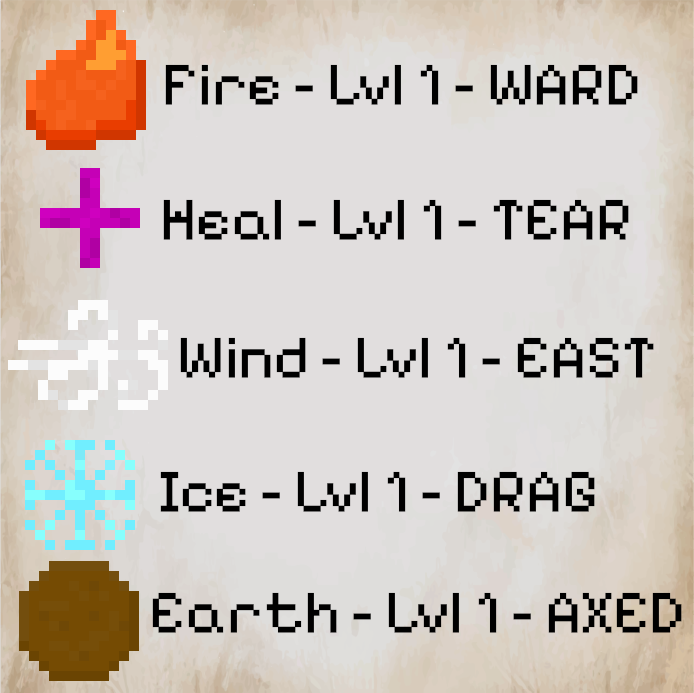 Fire - Lvl 1 - WARD
Heal - Lvl 1 - TEAR
Wind - Lvl 1 - EAST
Ice - Lvl 1 - DRAG
Earth - Lvl 1 - AXED